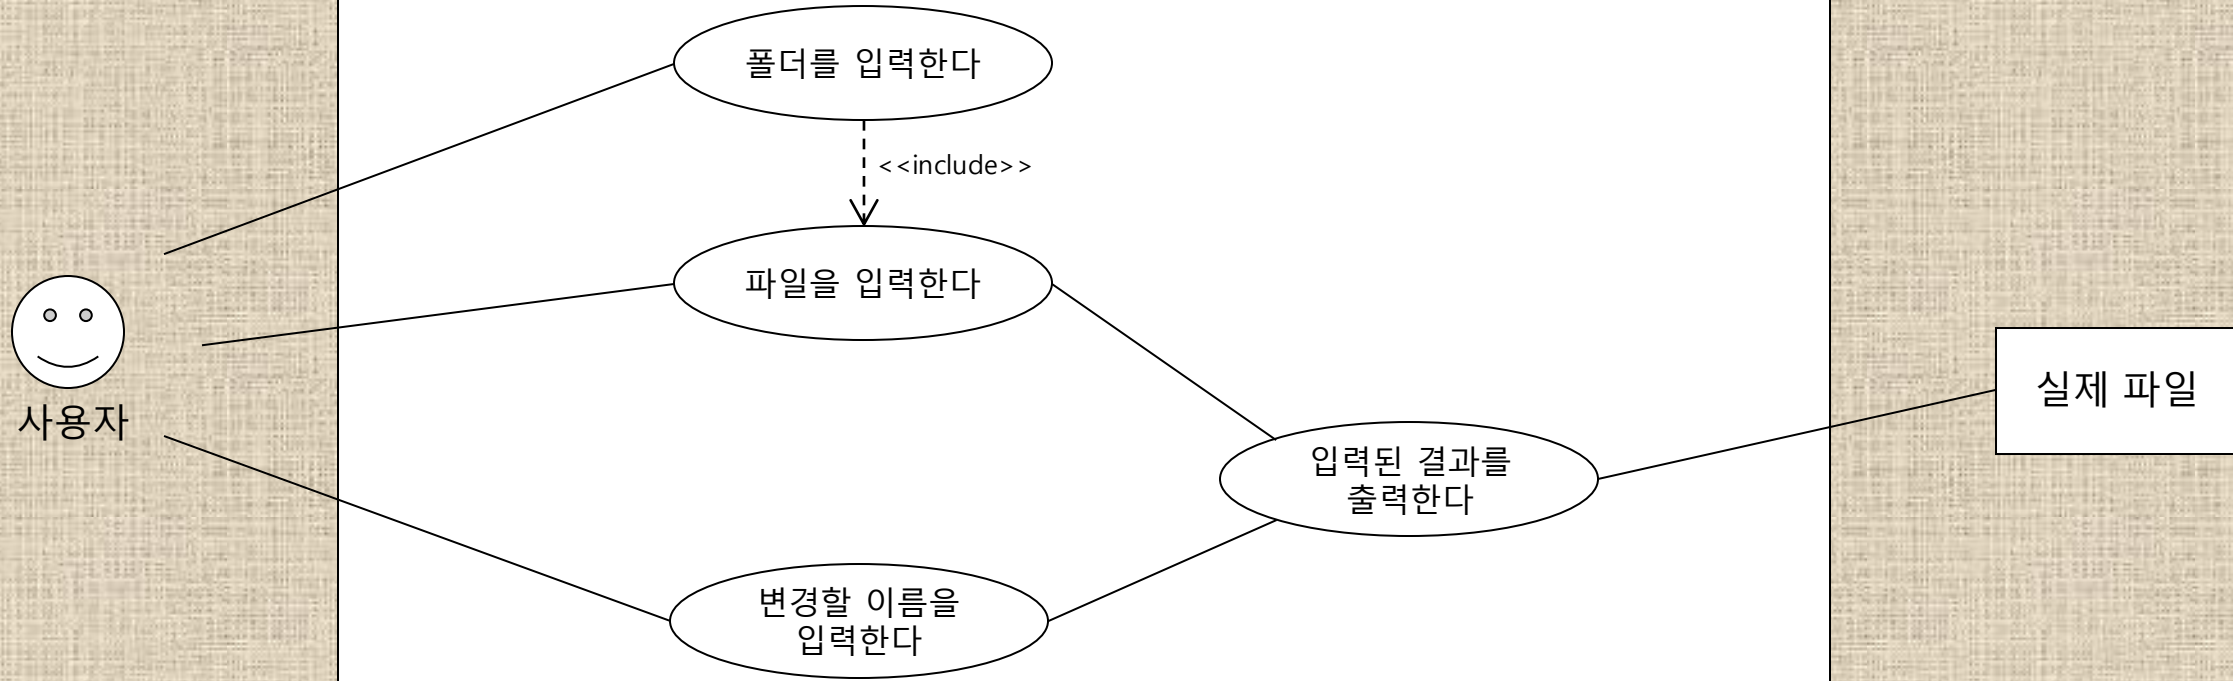 폴더를 입력한다
<<include>>
파일을 입력한다
사용자
실제 파일
입력된 결과를
출력한다
변경할 이름을
입력한다